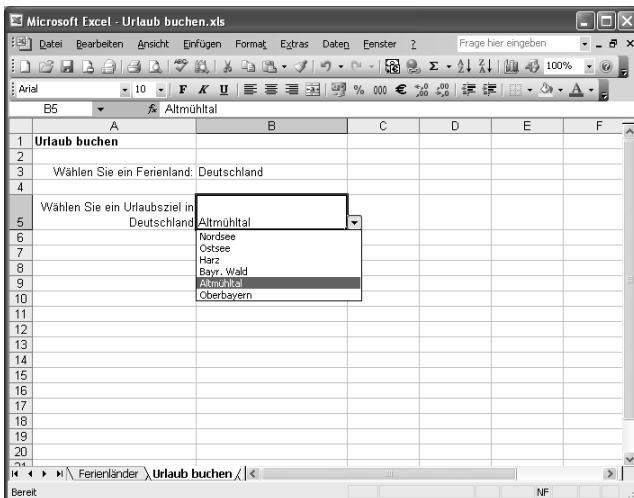 Microsoft Excel - Urlaub buchen.xls
Datei Bearbeiten Ansicht Einfügen Format Extras Daten Fenster ? Frage hier eingeben
100%
Arial 10 F K U % 000 €
B5 fx Altmühltal
A B C D E F
1 Urlaub buchen
2
3 Wählen Sie ein Ferienland: Deutschland
4
Wählen Sie ein Urlaubsziel in
5 Deutschland Altmühltal
6 Nordsee
Ostsee
7
Harz
8 Bayr. Wald
9 Altmühltal
10 Oberbayern
11
12
13
14
15
16
17
18
19
20
21
Ferienländer Urlaub buchen
Bereit NF